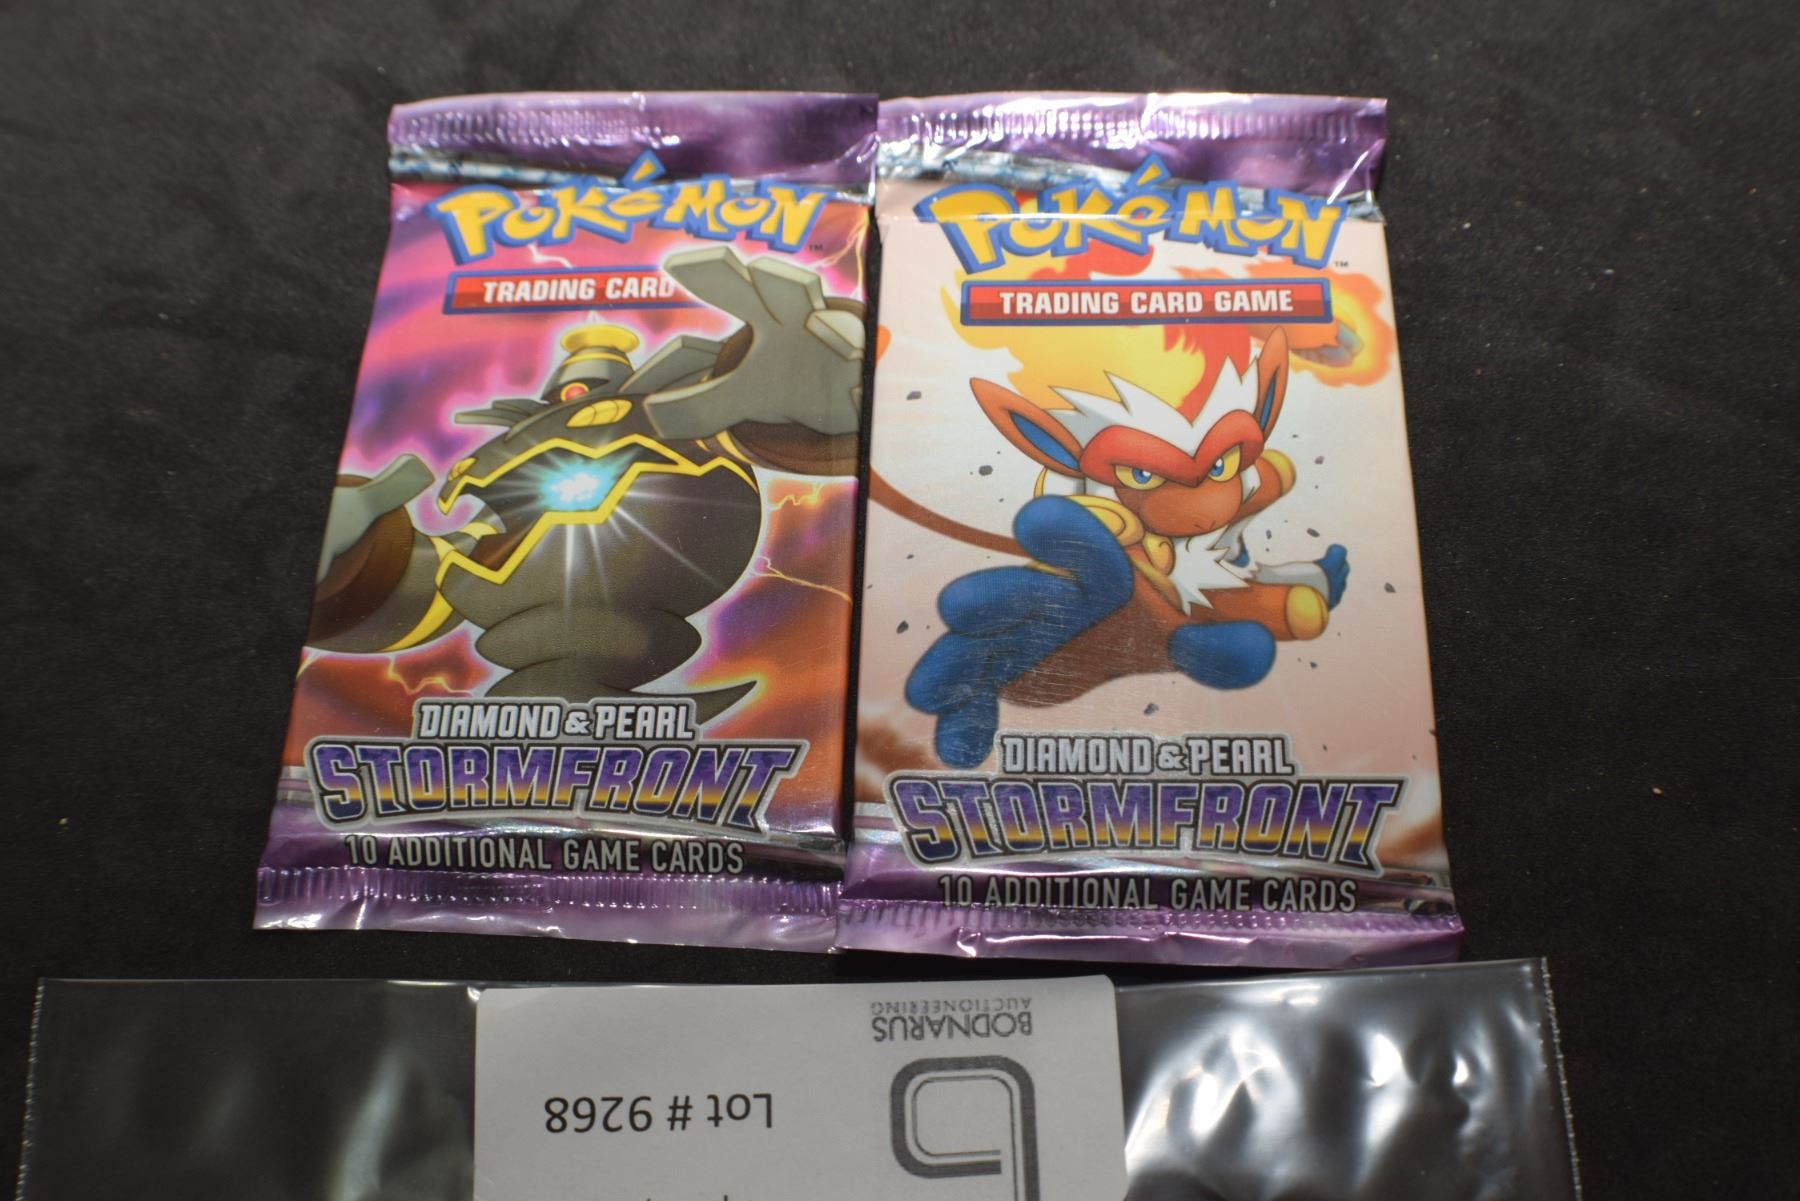 POKéMON
TRADING CARD
DIAMOND & PEARL
STORMFRONT
10 ADDITIONAL GAME CARDS
POKéMON
TRADING CARD GAME
DIAMOND & PEARL
STORMFRONT
10 ADDITIONAL GAME CARDS
BODNARUS
AUCTIONEERING
Lot # 9268